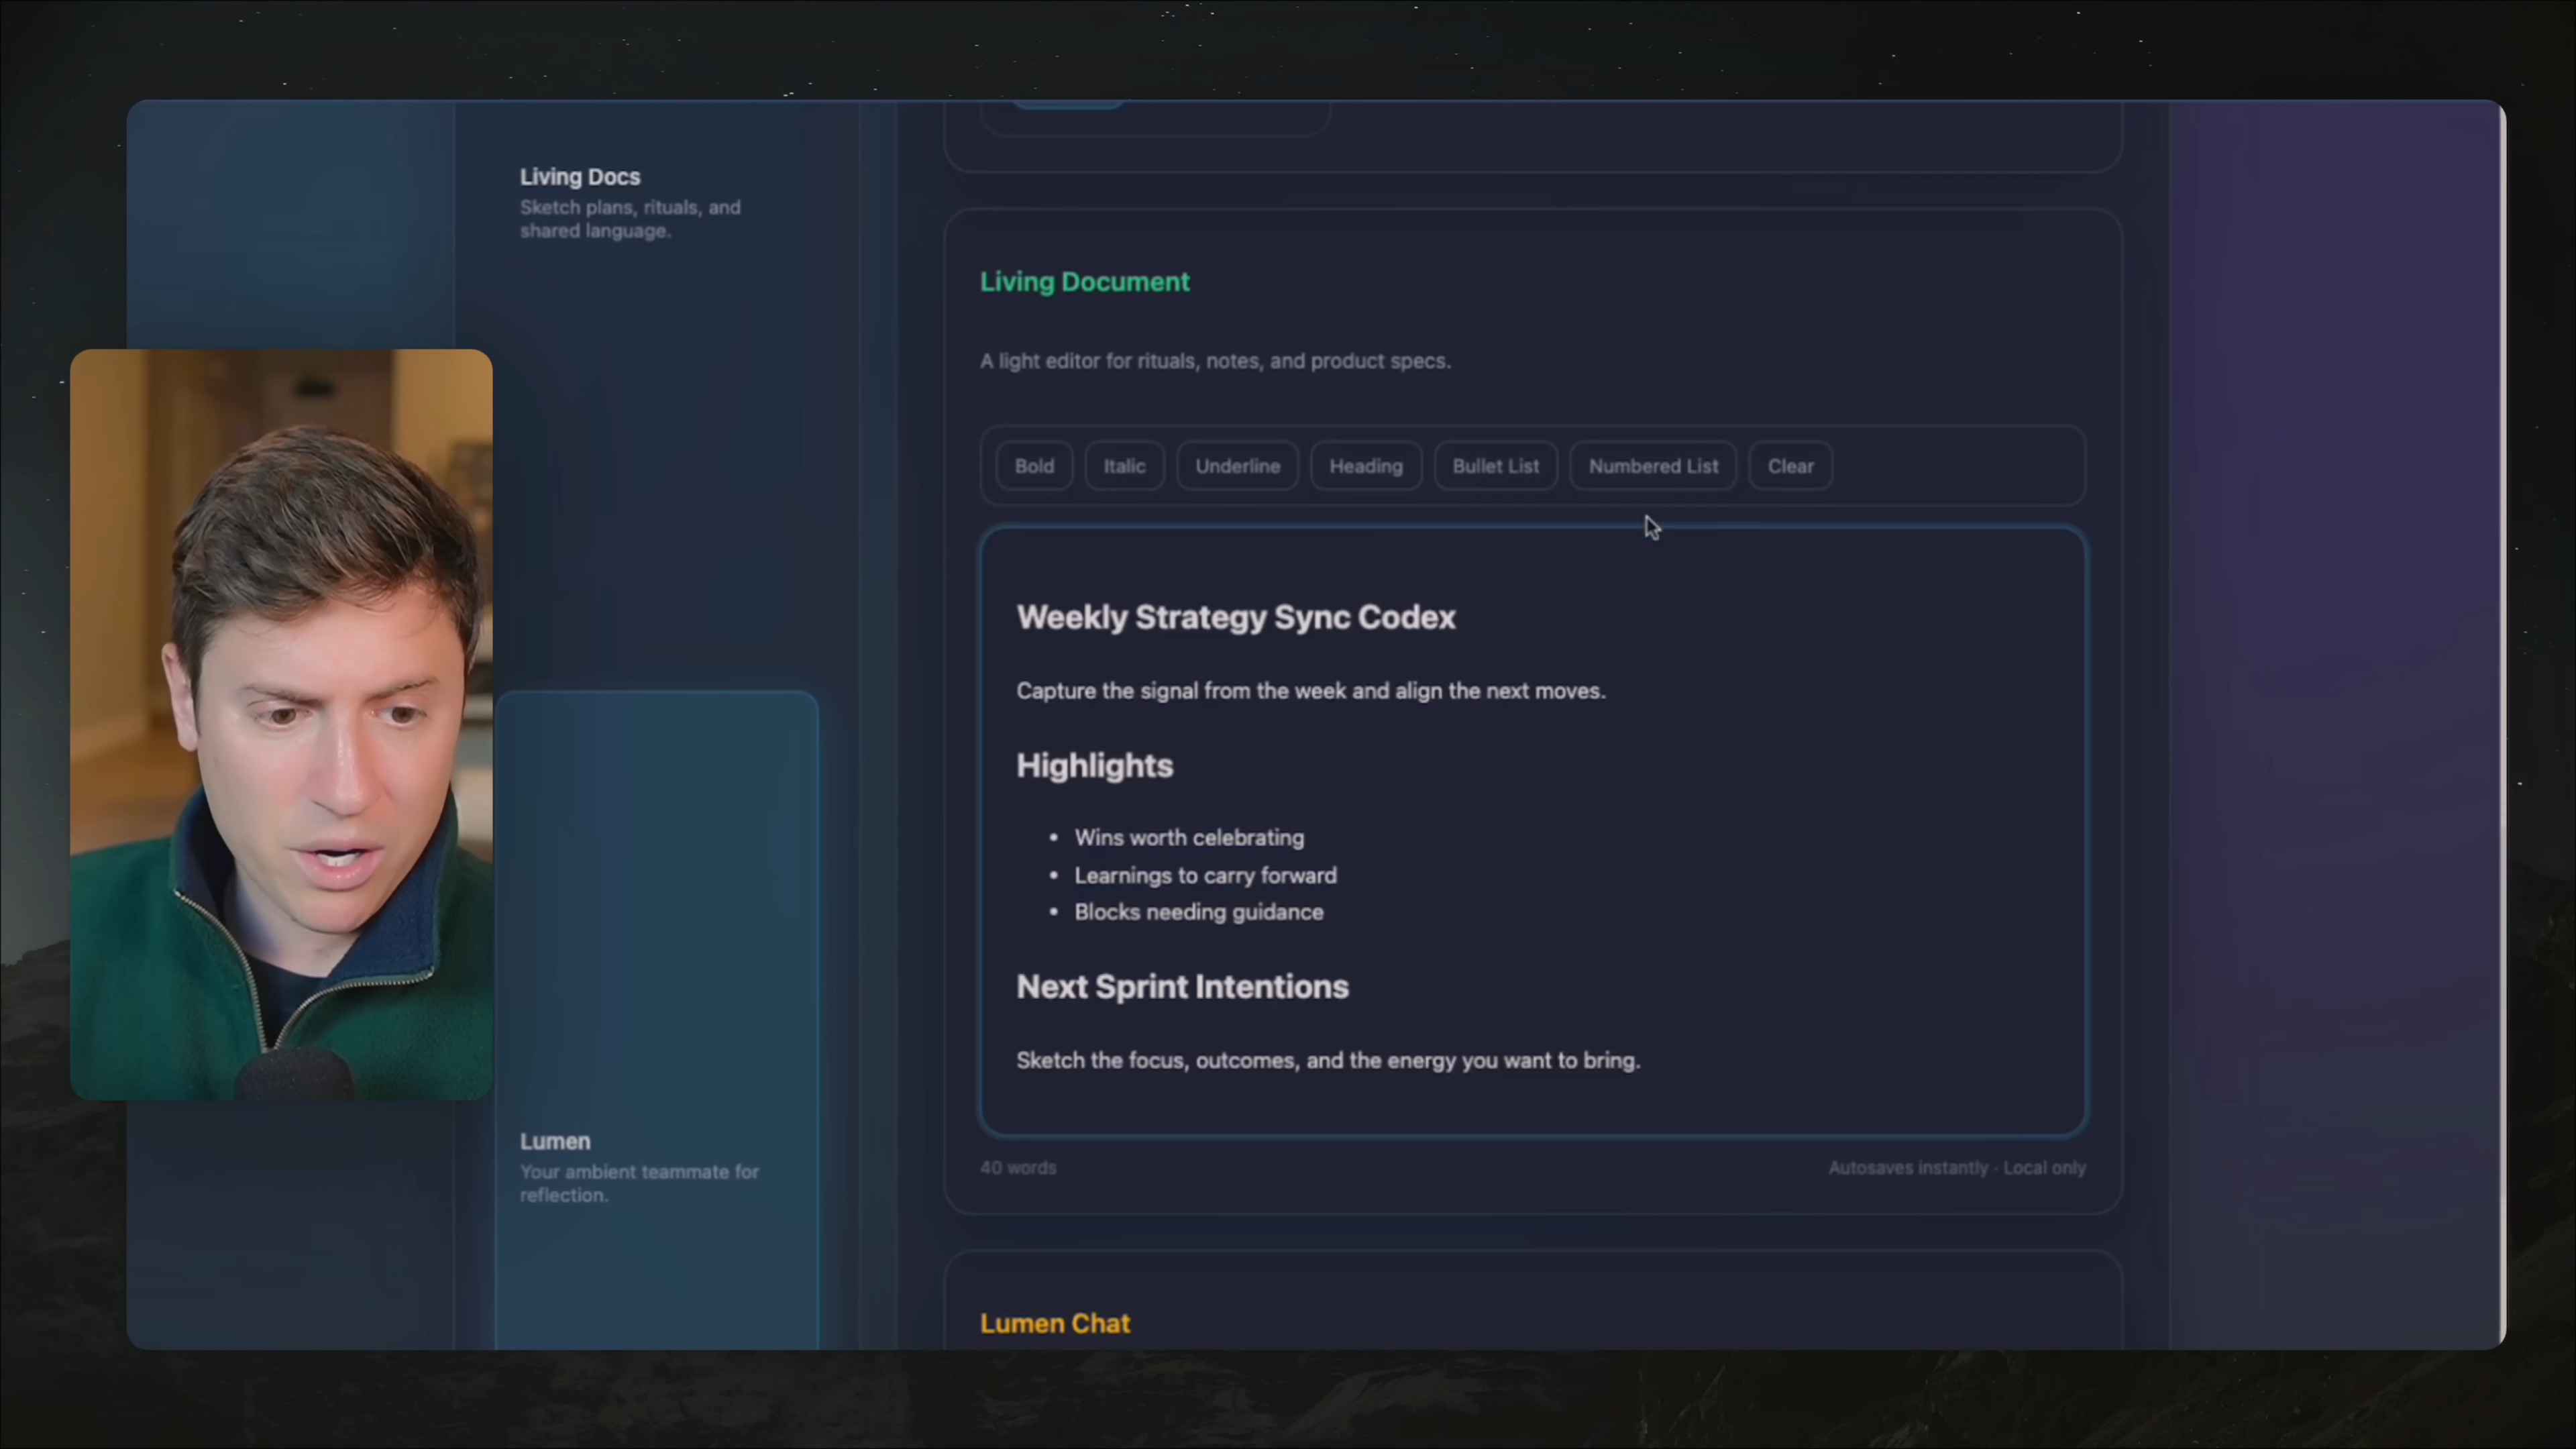 Living Docs
Sketch plans, rituals, and
shared language.
Lumen
Your ambient teammate for
reflection.
Living Document
A light editor for rituals, notes, and product specs.
Bold Italic Underline Heading Bullet List Numbered List Clear
Weekly Strategy Sync Codex
Capture the signal from the week and align the next moves.
Highlights
• Wins worth celebrating
• Learnings to carry forward
• Blocks needing guidance
Next Sprint Intentions
Sketch the focus, outcomes, and the energy you want to bring.
40 words Autosaves instantly · Local only
Lumen Chat